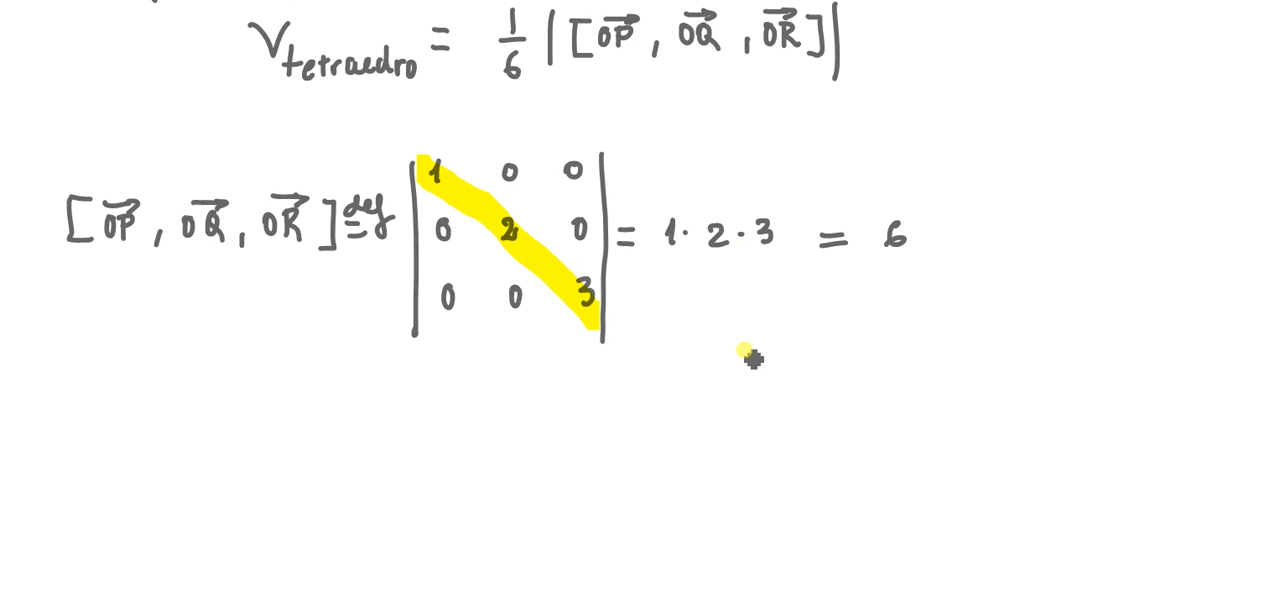 V_tetraedro = 1/6 |[OP⃗, OQ⃗, OR⃗]|
[OP⃗, OQ⃗, OR⃗] def= |1 0 0| = 1 · 2 · 3 = 6
|0 2 0|
|0 0 3|